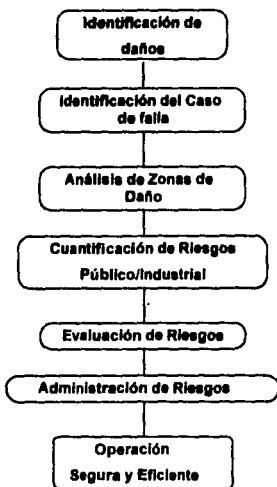 Identificación de
daños
Identificación del Caso
de falla
Análisis de Zonas de
Daño
Cuantificación de Riesgos
Público/Industrial
Evaluación de Riesgos
Administración de Riesgos
Operación
Segura y Eficiente